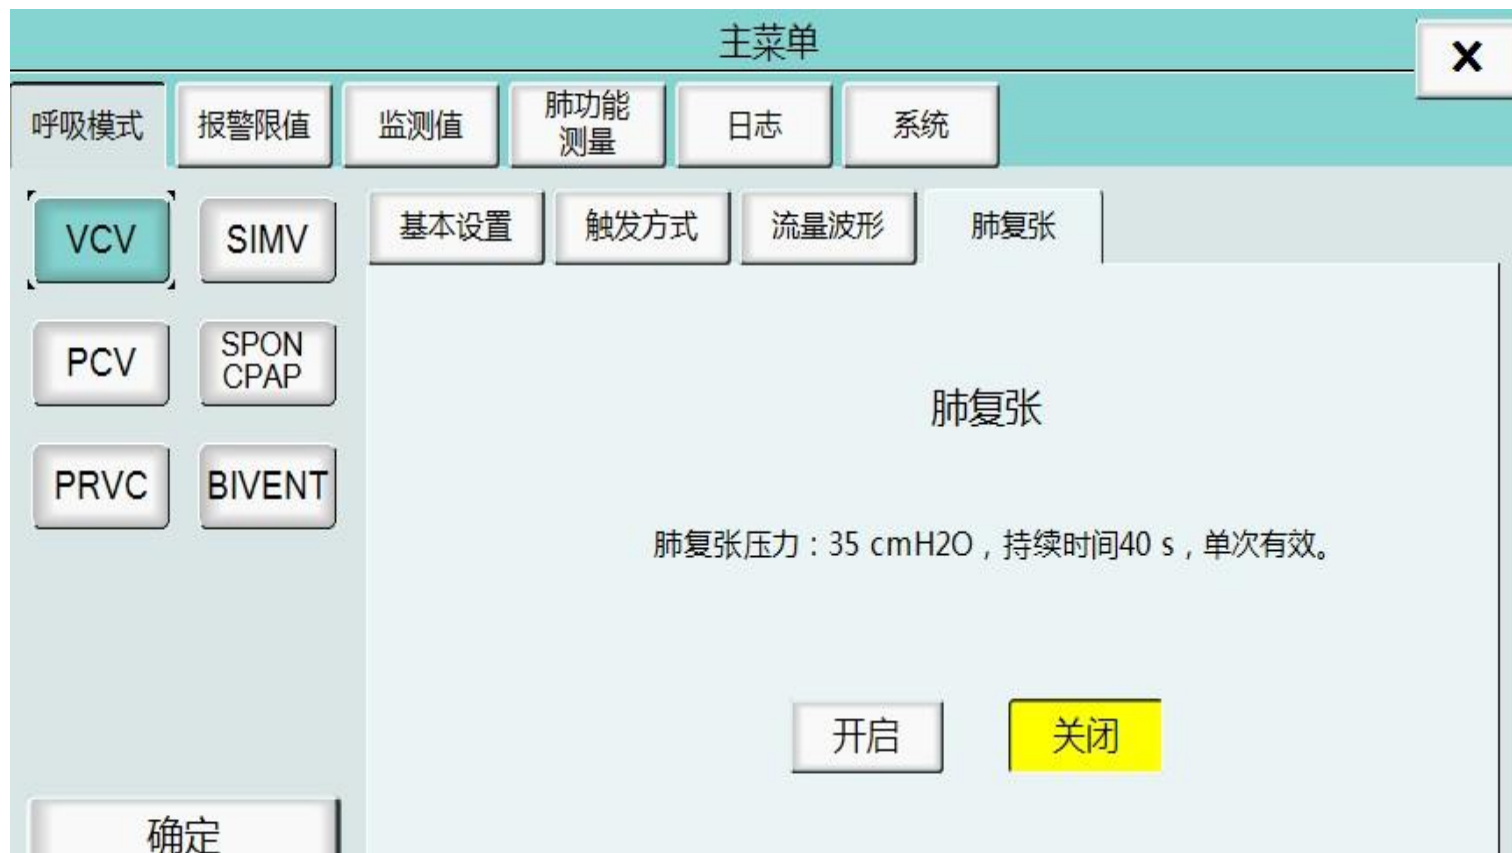 主菜单
X
呼吸模式
报警限值
监测值
肺功能
测量
日志
系统
VCV
SIMV
基本设置
触发方式
流量波形
肺复张
PCV
SPON
CPAP
肺复张
PRVC
BIVENT
肺复张压力：35 cmH2O，持续时间40 s，单次有效。
开启
关闭
确定